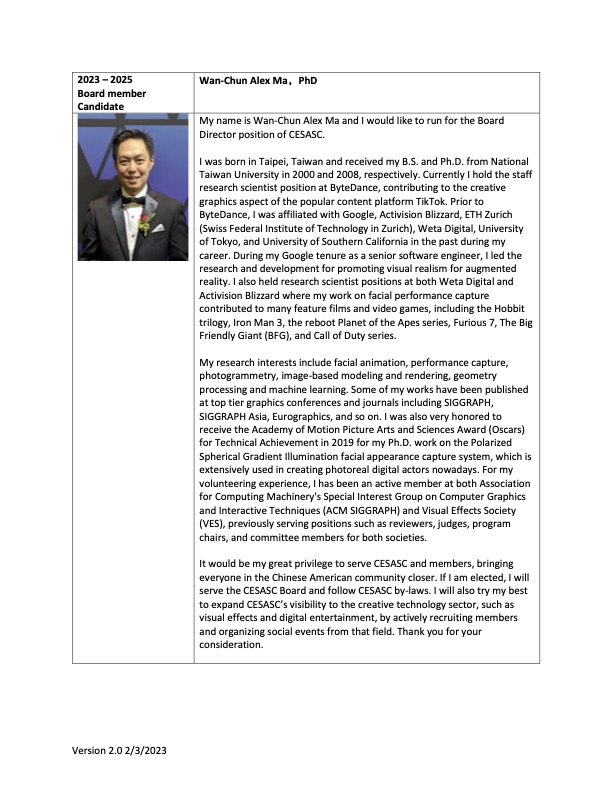 2023 – 2025
Board member
Candidate
Wan-Chun Alex Ma，PhD
My name is Wan-Chun Alex Ma and I would like to run for the Board
Director position of CESASC.
I was born in Taipei, Taiwan and received my B.S. and Ph.D. from National
Taiwan University in 2000 and 2008, respectively. Currently I hold the staff
research scientist position at ByteDance, contributing to the creative
graphics aspect of the popular content platform TikTok. Prior to
ByteDance, I was affiliated with Google, Activision Blizzard, ETH Zurich
(Swiss Federal Institute of Technology in Zurich), Weta Digital, University
of Tokyo, and University of Southern California in the past during my
career. During my Google tenure as a senior software engineer, I led the
research and development for promoting visual realism for augmented
reality. I also held research scientist positions at both Weta Digital and
Activision Blizzard where my work on facial performance capture
contributed to many feature films and video games, including the Hobbit
trilogy, Iron Man 3, the reboot Planet of the Apes series, Furious 7, The Big
Friendly Giant (BFG), and Call of Duty series.
My research interests include facial animation, performance capture,
photogrammetry, image-based modeling and rendering, geometry
processing and machine learning. Some of my works have been published
at top tier graphics conferences and journals including SIGGRAPH,
SIGGRAPH Asia, Eurographics, and so on. I was also very honored to
receive the Academy of Motion Picture Arts and Sciences Award (Oscars)
for Technical Achievement in 2019 for my Ph.D. work on the Polarized
Spherical Gradient Illumination facial appearance capture system, which is
extensively used in creating photoreal digital actors nowadays. For my
volunteering experience, I has been an active member at both Association
for Computing Machinery's Special Interest Group on Computer Graphics
and Interactive Techniques (ACM SIGGRAPH) and Visual Effects Society
(VES), previously serving positions such as reviewers, judges, program
chairs, and committee members for both societies.
It would be my great privilege to serve CESASC and members, bringing
everyone in the Chinese American community closer. If I am elected, I will
serve the CESASC Board and follow CESASC by-laws. I will also try my best
to expand CESASC’s visibility to the creative technology sector, such as
visual effects and digital entertainment, by actively recruiting members
and organizing social events from that field. Thank you for your
consideration.
Version 2.0 2/3/2023